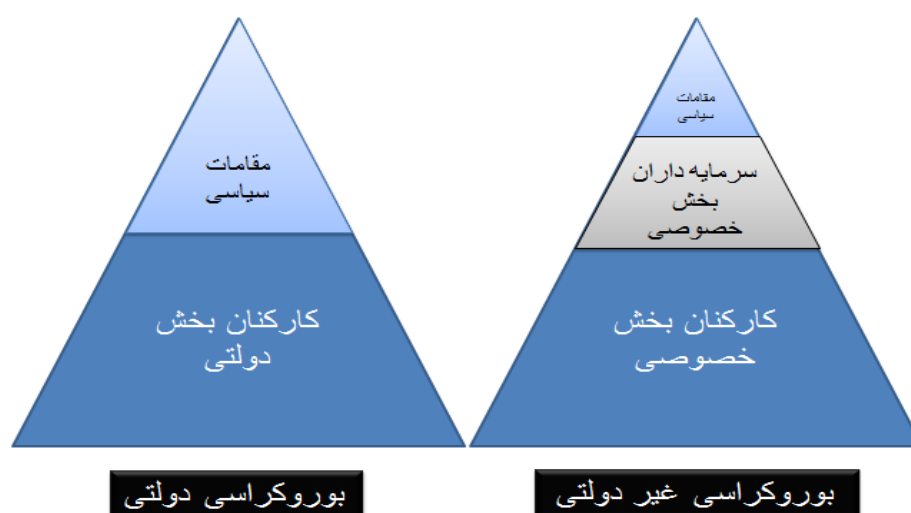 مقامات
سیاسی
سرمایه داران
بخش
خصوصی
کارکنان بخش
خصوصی
بوروکراسی غیر دولتی
مقامات
سیاسی
کارکنان بخش
دولتی
بوروکراسی دولتی